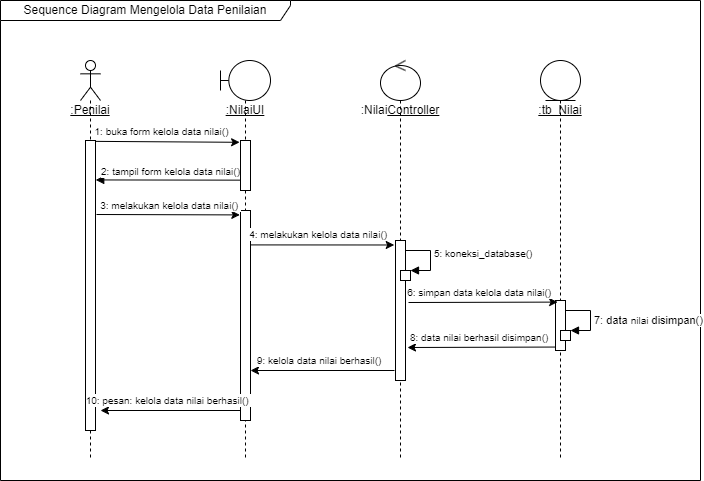 Sequence Diagram Mengelola Data Penilaian
:Penilai
:NilaiUI
:NilaiController
:tb_Nilai
1: buka form kelola data nilai()
2: tampil form kelola data nilai()
3: melakukan kelola data nilai()
4: melakukan kelola data nilai()
5: koneksi_database()
6: simpan data kelola data nilai()
7: data nilai disimpan()
8: data nilai berhasil disimpan()
9: kelola data nilai berhasil()
10: pesan: kelola data nilai berhasil()